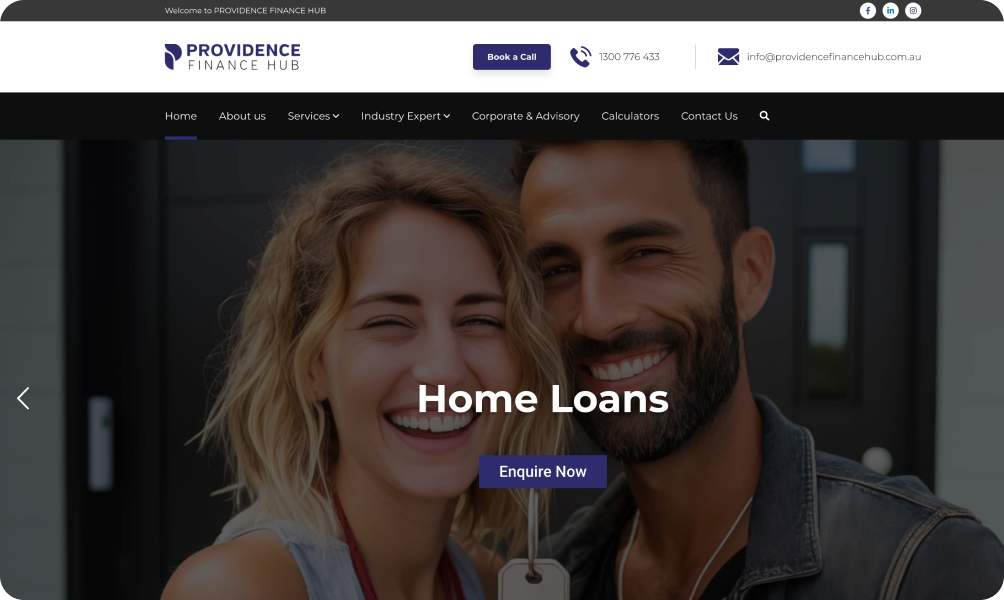 Welcome to PROVIDENCE FINANCE HUB
PROVIDENCE
FINANCE HUB
Book a Call
1300 776 433
info@providencefinancehub.com.au
Home
About us
Services
Industry Expert
Corporate & Advisory
Calculators
Contact Us
Home Loans
Enquire Now